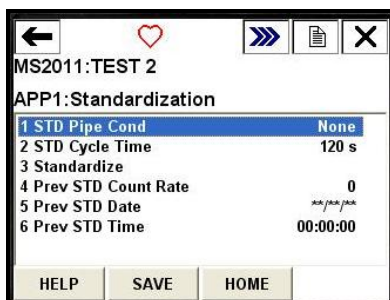 MS2011:TEST 2
APP1:Standardization
1 STD Pipe Cond None
2 STD Cycle Time 120 s
3 Standardize
4 Prev STD Count Rate 0
5 Prev STD Date **/**/**
6 Prev STD Time 00:00:00
HELP SAVE HOME